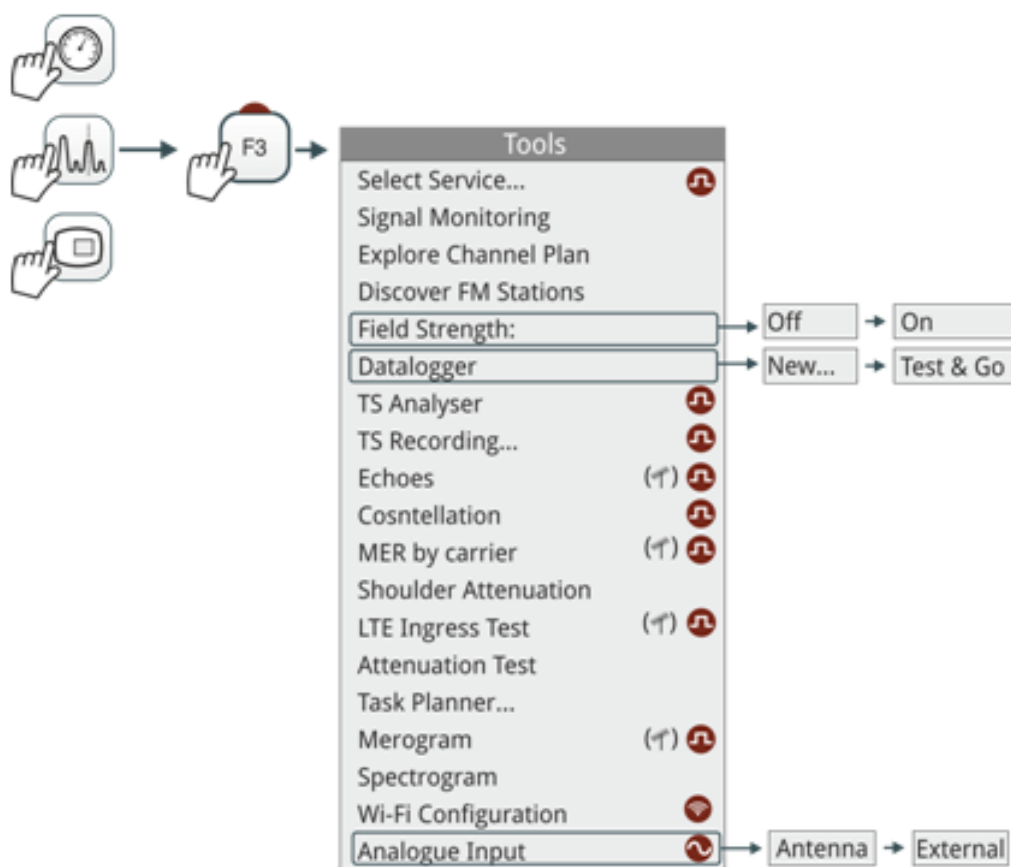 F3
Tools
Select Service...
Signal Monitoring
Explore Channel Plan
Discover FM Stations
Field Strength: Off On
Datalogger New... Test & Go
TS Analyser
TS Recording...
Echoes
Cosntellation
MER by carrier
Shoulder Attenuation
LTE Ingress Test
Attenuation Test
Task Planner...
Merogram
Spectrogram
Wi-Fi Configuration
Analogue Input Antenna External